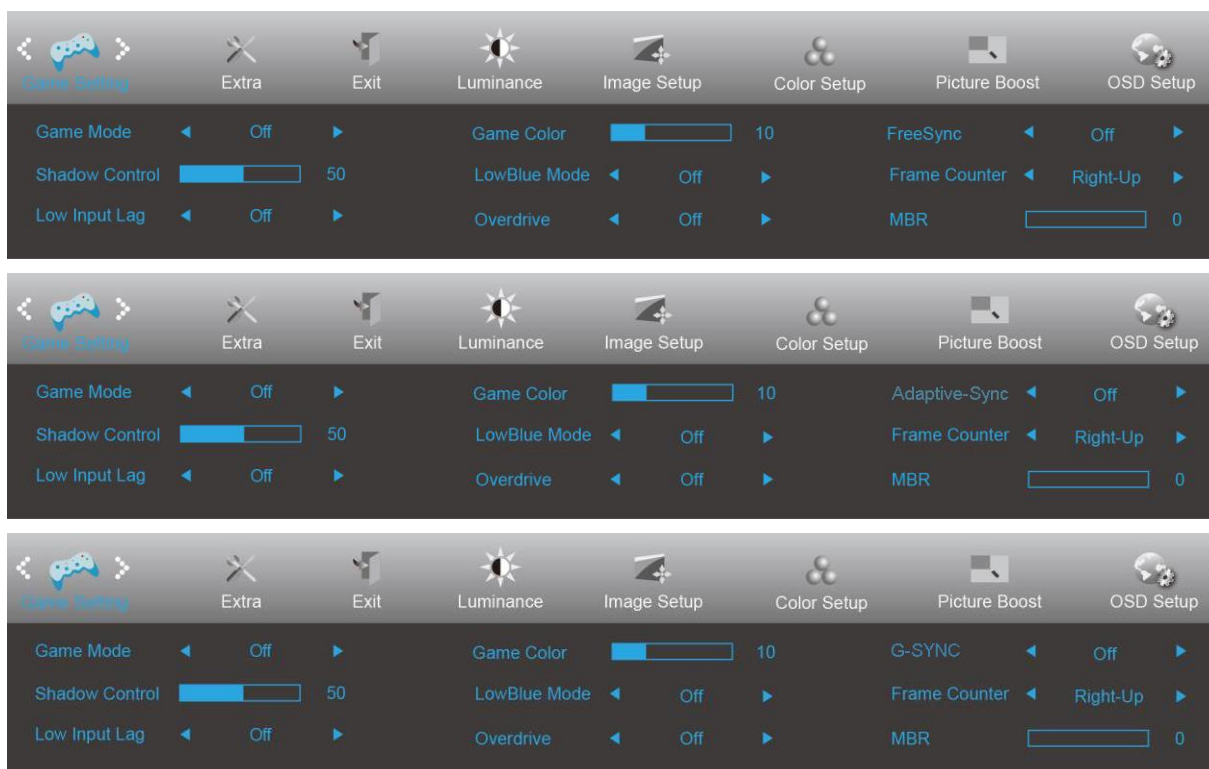 Game Setting Extra Exit Luminance Image Setup Color Setup Picture Boost OSD Setup
Game Mode Off Game Color 10 FreeSync Off
Shadow Control 50 LowBlue Mode Off Frame Counter Right-Up
Low Input Lag Off Overdrive Off MBR 0
Game Setting Extra Exit Luminance Image Setup Color Setup Picture Boost OSD Setup
Game Mode Off Game Color 10 Adaptive-Sync Off
Shadow Control 50 LowBlue Mode Off Frame Counter Right-Up
Low Input Lag Off Overdrive Off MBR 0
Game Setting Extra Exit Luminance Image Setup Color Setup Picture Boost OSD Setup
Game Mode Off Game Color 10 G-SYNC Off
Shadow Control 50 LowBlue Mode Off Frame Counter Right-Up
Low Input Lag Off Overdrive Off MBR 0